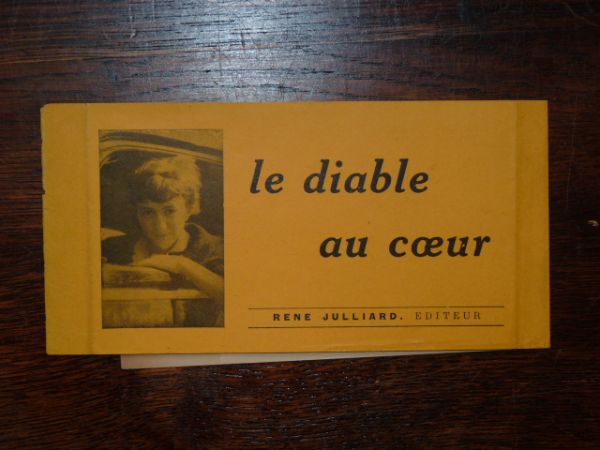 le diable
au cœur
RENE JULLIARD. EDITEUR